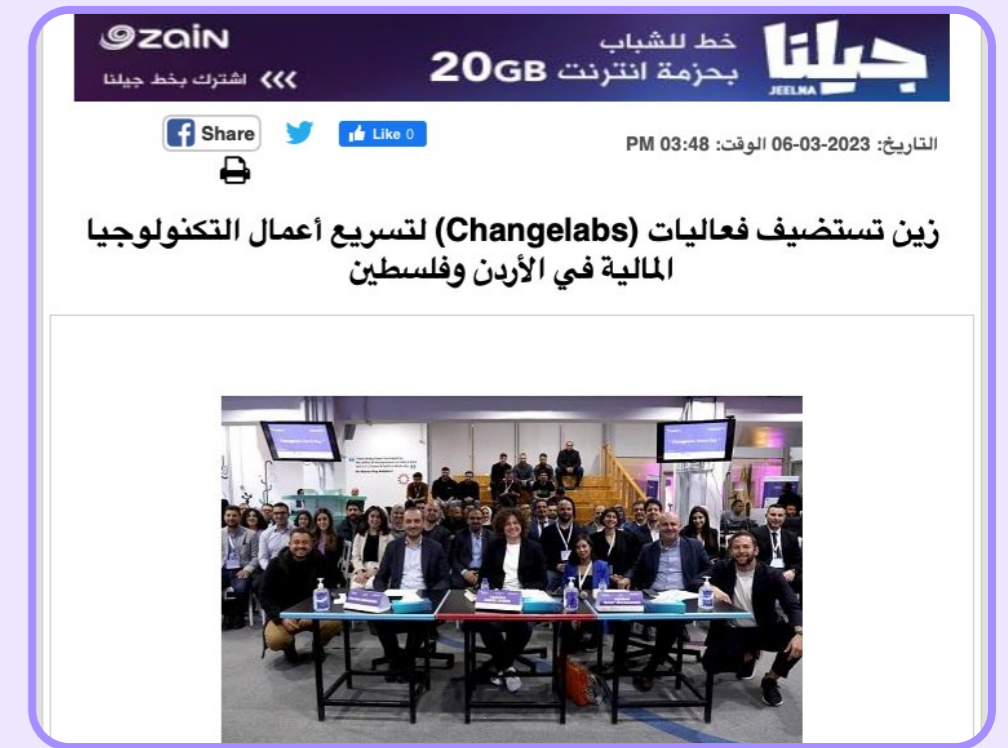 zain
خط للشباب
بحزمة انترنت 20GB
جيلنا
JEELNA
اشترك بخط جيلنا
Share
Like 0
التاريخ: 2023-03-06 الوقت: 03:48 PM
زين تستضيف فعاليات (Changelabs) لتسريع أعمال التكنولوجيا
المالية في الأردن وفلسطين